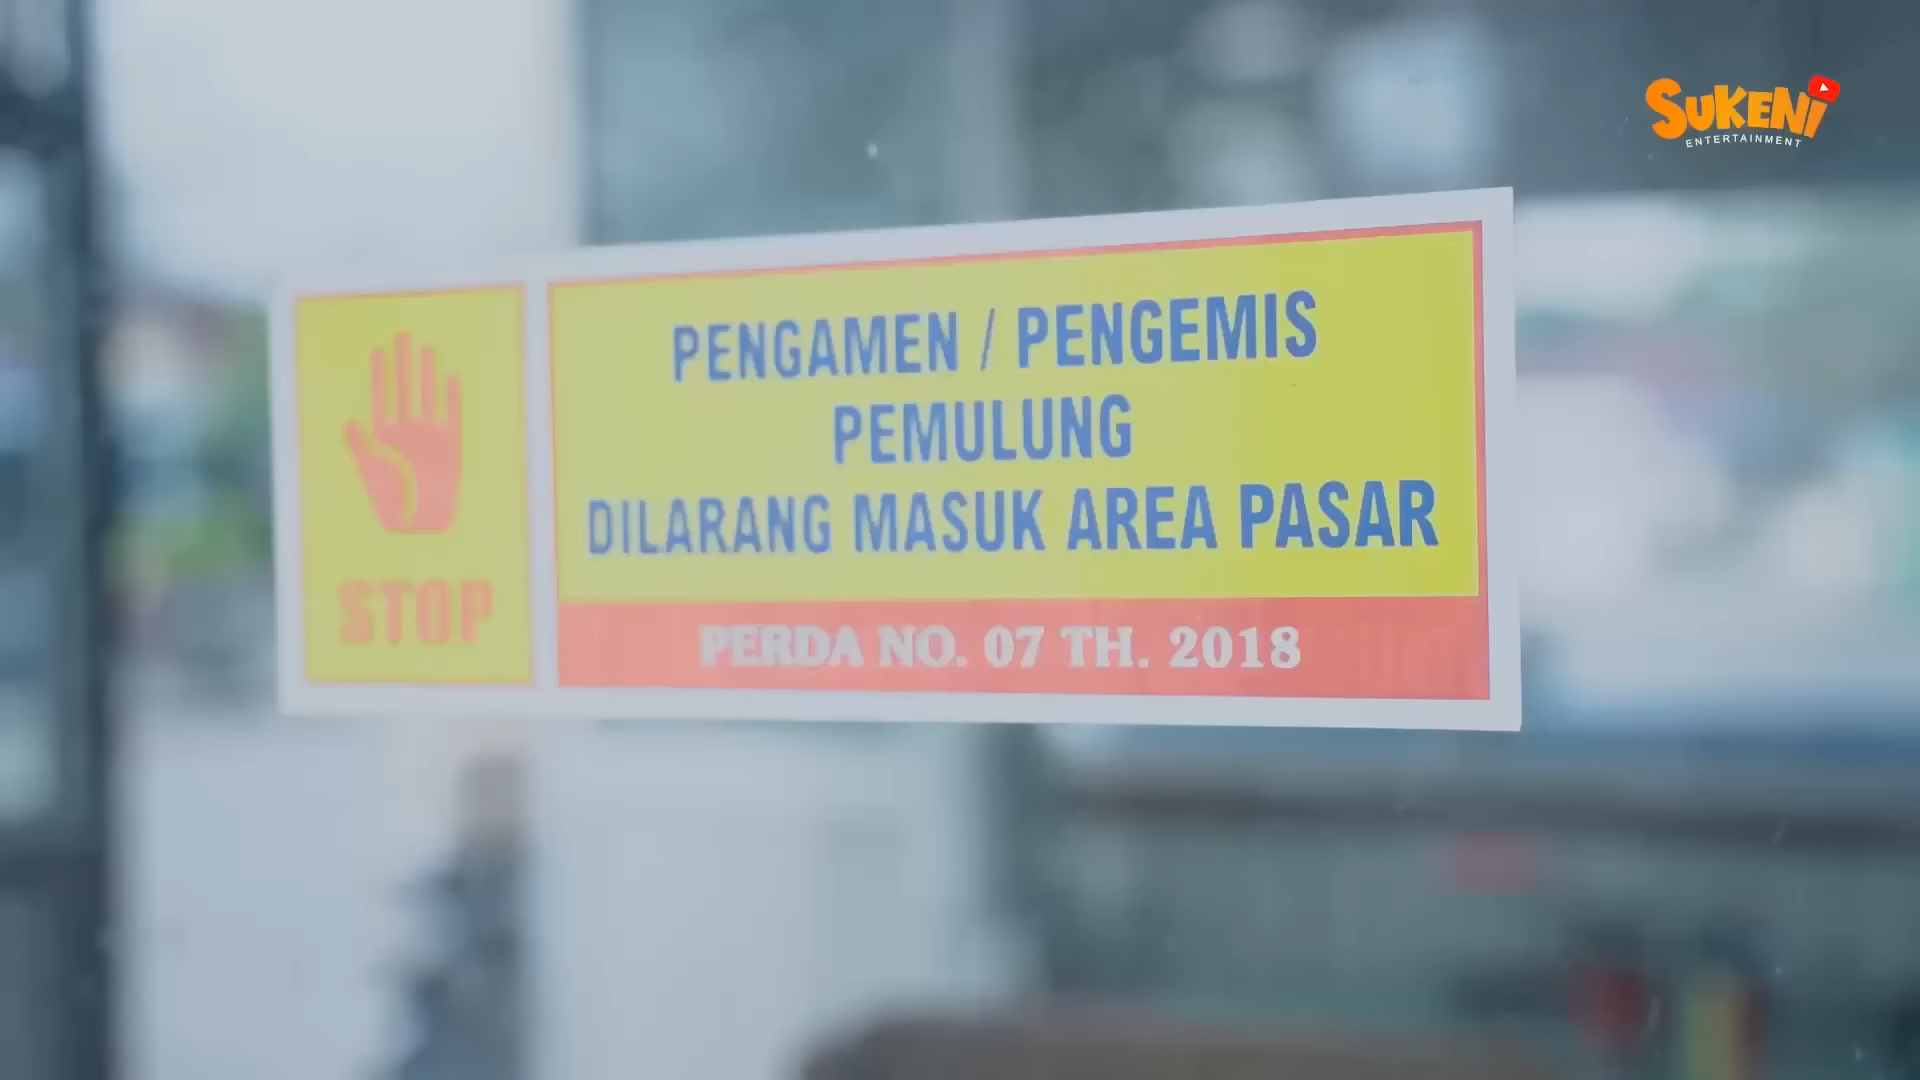 SUKENI
ENTERTAINMENT
PENGAMEN / PENGEMIS
PEMULUNG
DILARANG MASUK AREA PASAR
STOP
PERDA NO. 07 TH. 2018